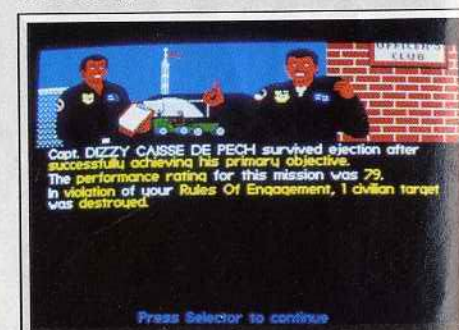 OFFICER'S
CLUB
Capt. DIZZY CAISSE DE PECH survived ejection after
successfully achieving his primary objective.
The performance rating for this mission was 79.
In violation of your Rules Of Engagement, 1 civilian target
was destroyed.
Press Selector to continue